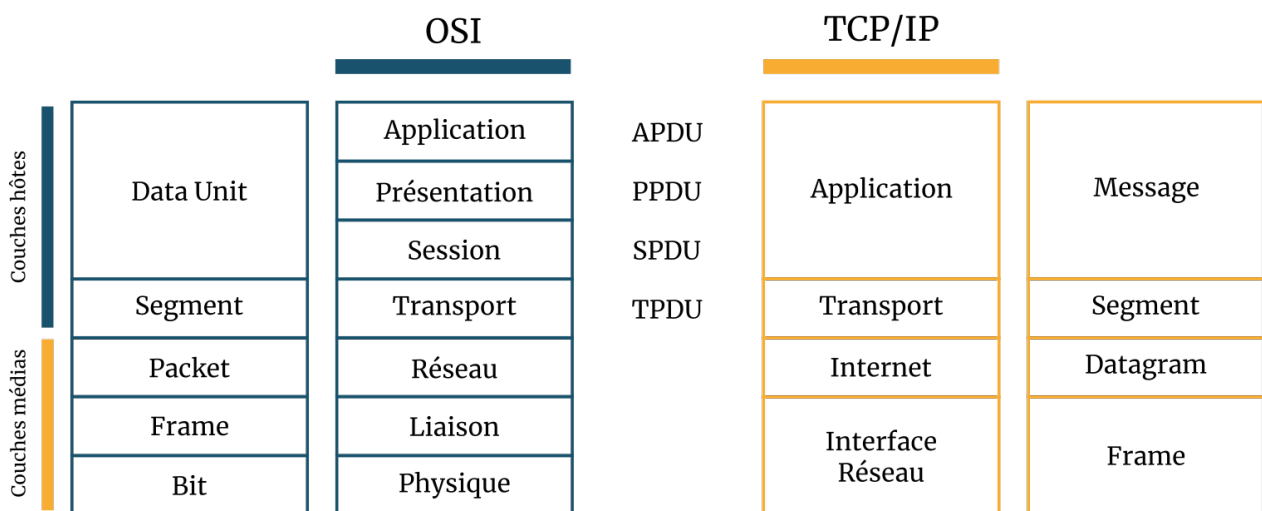 OSI
TCP/IP
Couches hôtes
Couches médias
Data Unit
Segment
Packet
Frame
Bit
Application
Présentation
Session
Transport
Réseau
Liaison
Physique
APDU
PPDU
SPDU
TPDU
Application
Transport
Internet
Interface
Réseau
Message
Segment
Datagram
Frame